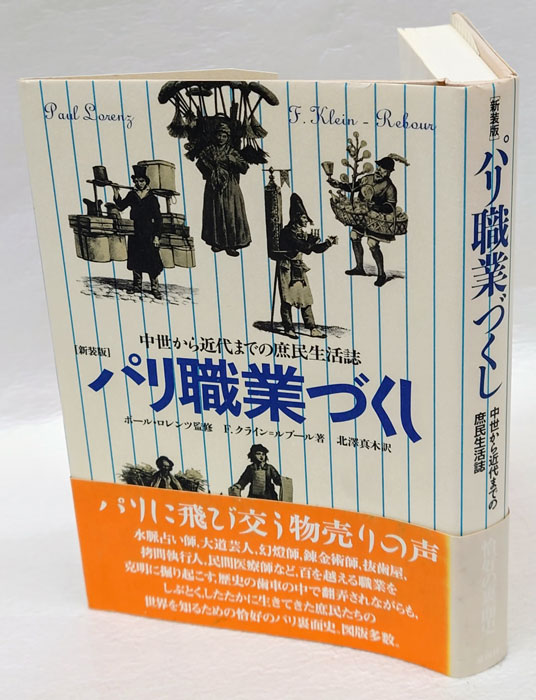 Paul Lorenz
F. Klein - Rebour
中世から近代までの庶民生活誌
[新装版]
パリ職業づくし
ポール・ロレンツ監修 F.クライン=ルブール著 北澤真木訳
パリに飛び交う物売りの声
水脈占い師、大道芸人、幻燈師、錬金術師、抜歯屋、
拷問執行人、民間医療師など、百を越える職業を
克明に掘り起こす。歴史の歯車の中で翻弄されながらも、
しぶとくしたたかに生きてきた庶民たちの
世界を知るための恰好のパリ裏面史。図版多数。
[新装版]
パリ職業づくし
中世から近代までの
庶民生活誌